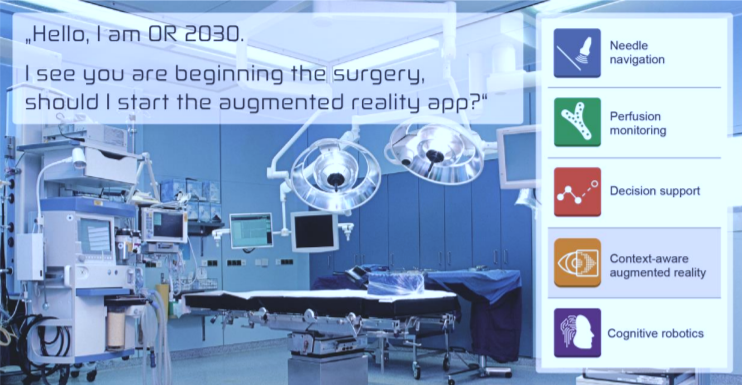 „Hello, I am OR 2030.
I see you are beginning the surgery,
should I start the augmented reality app?“
Needle
navigation
Perfusion
monitoring
Decision support
Context-aware
augmented reality
Cognitive robotics